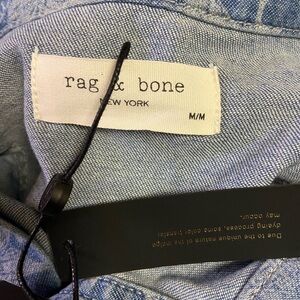 rag & bone
NEW YORK
M/M
Due to the unique nature of the indigo
dyeing process, some color transfer
may occur.